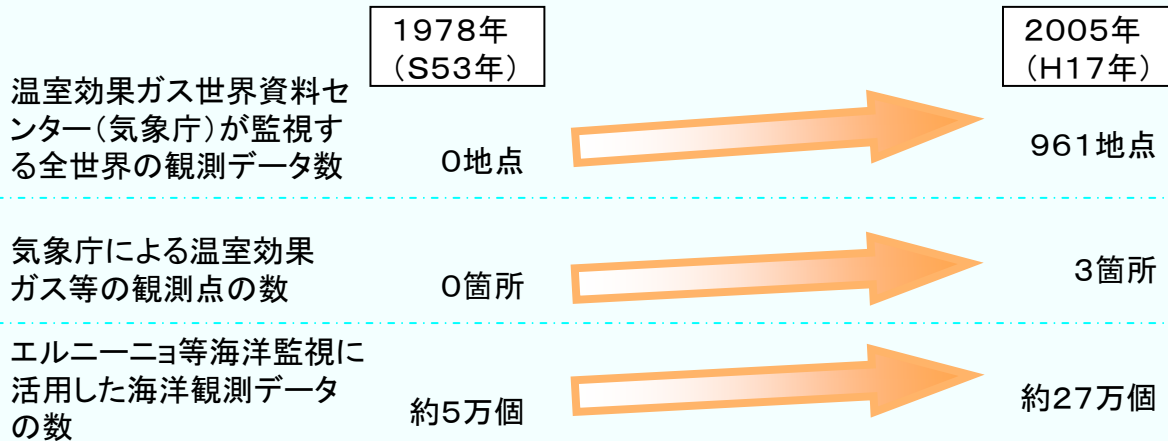 1978年
(S53年)
2005年
(H17年)
温室効果ガス世界資料セ
ンター(気象庁)が監視す
る全世界の観測データ数
0地点
961地点
気象庁による温室効果
ガス等の観測点の数
0箇所
3箇所
エルニーニョ等海洋監視に
活用した海洋観測データ
の数
約5万個
約27万個